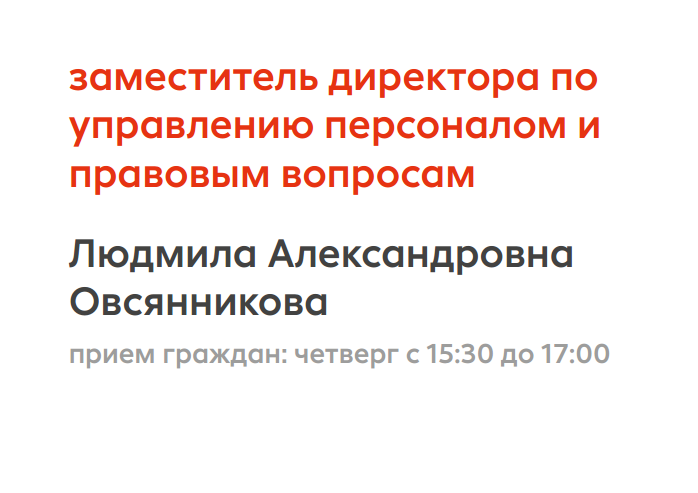 заместитель директора по
управлению персоналом и
правовым вопросам
Людмила Александровна
Овсянникова
прием граждан: четверг с 15:30 до 17:00